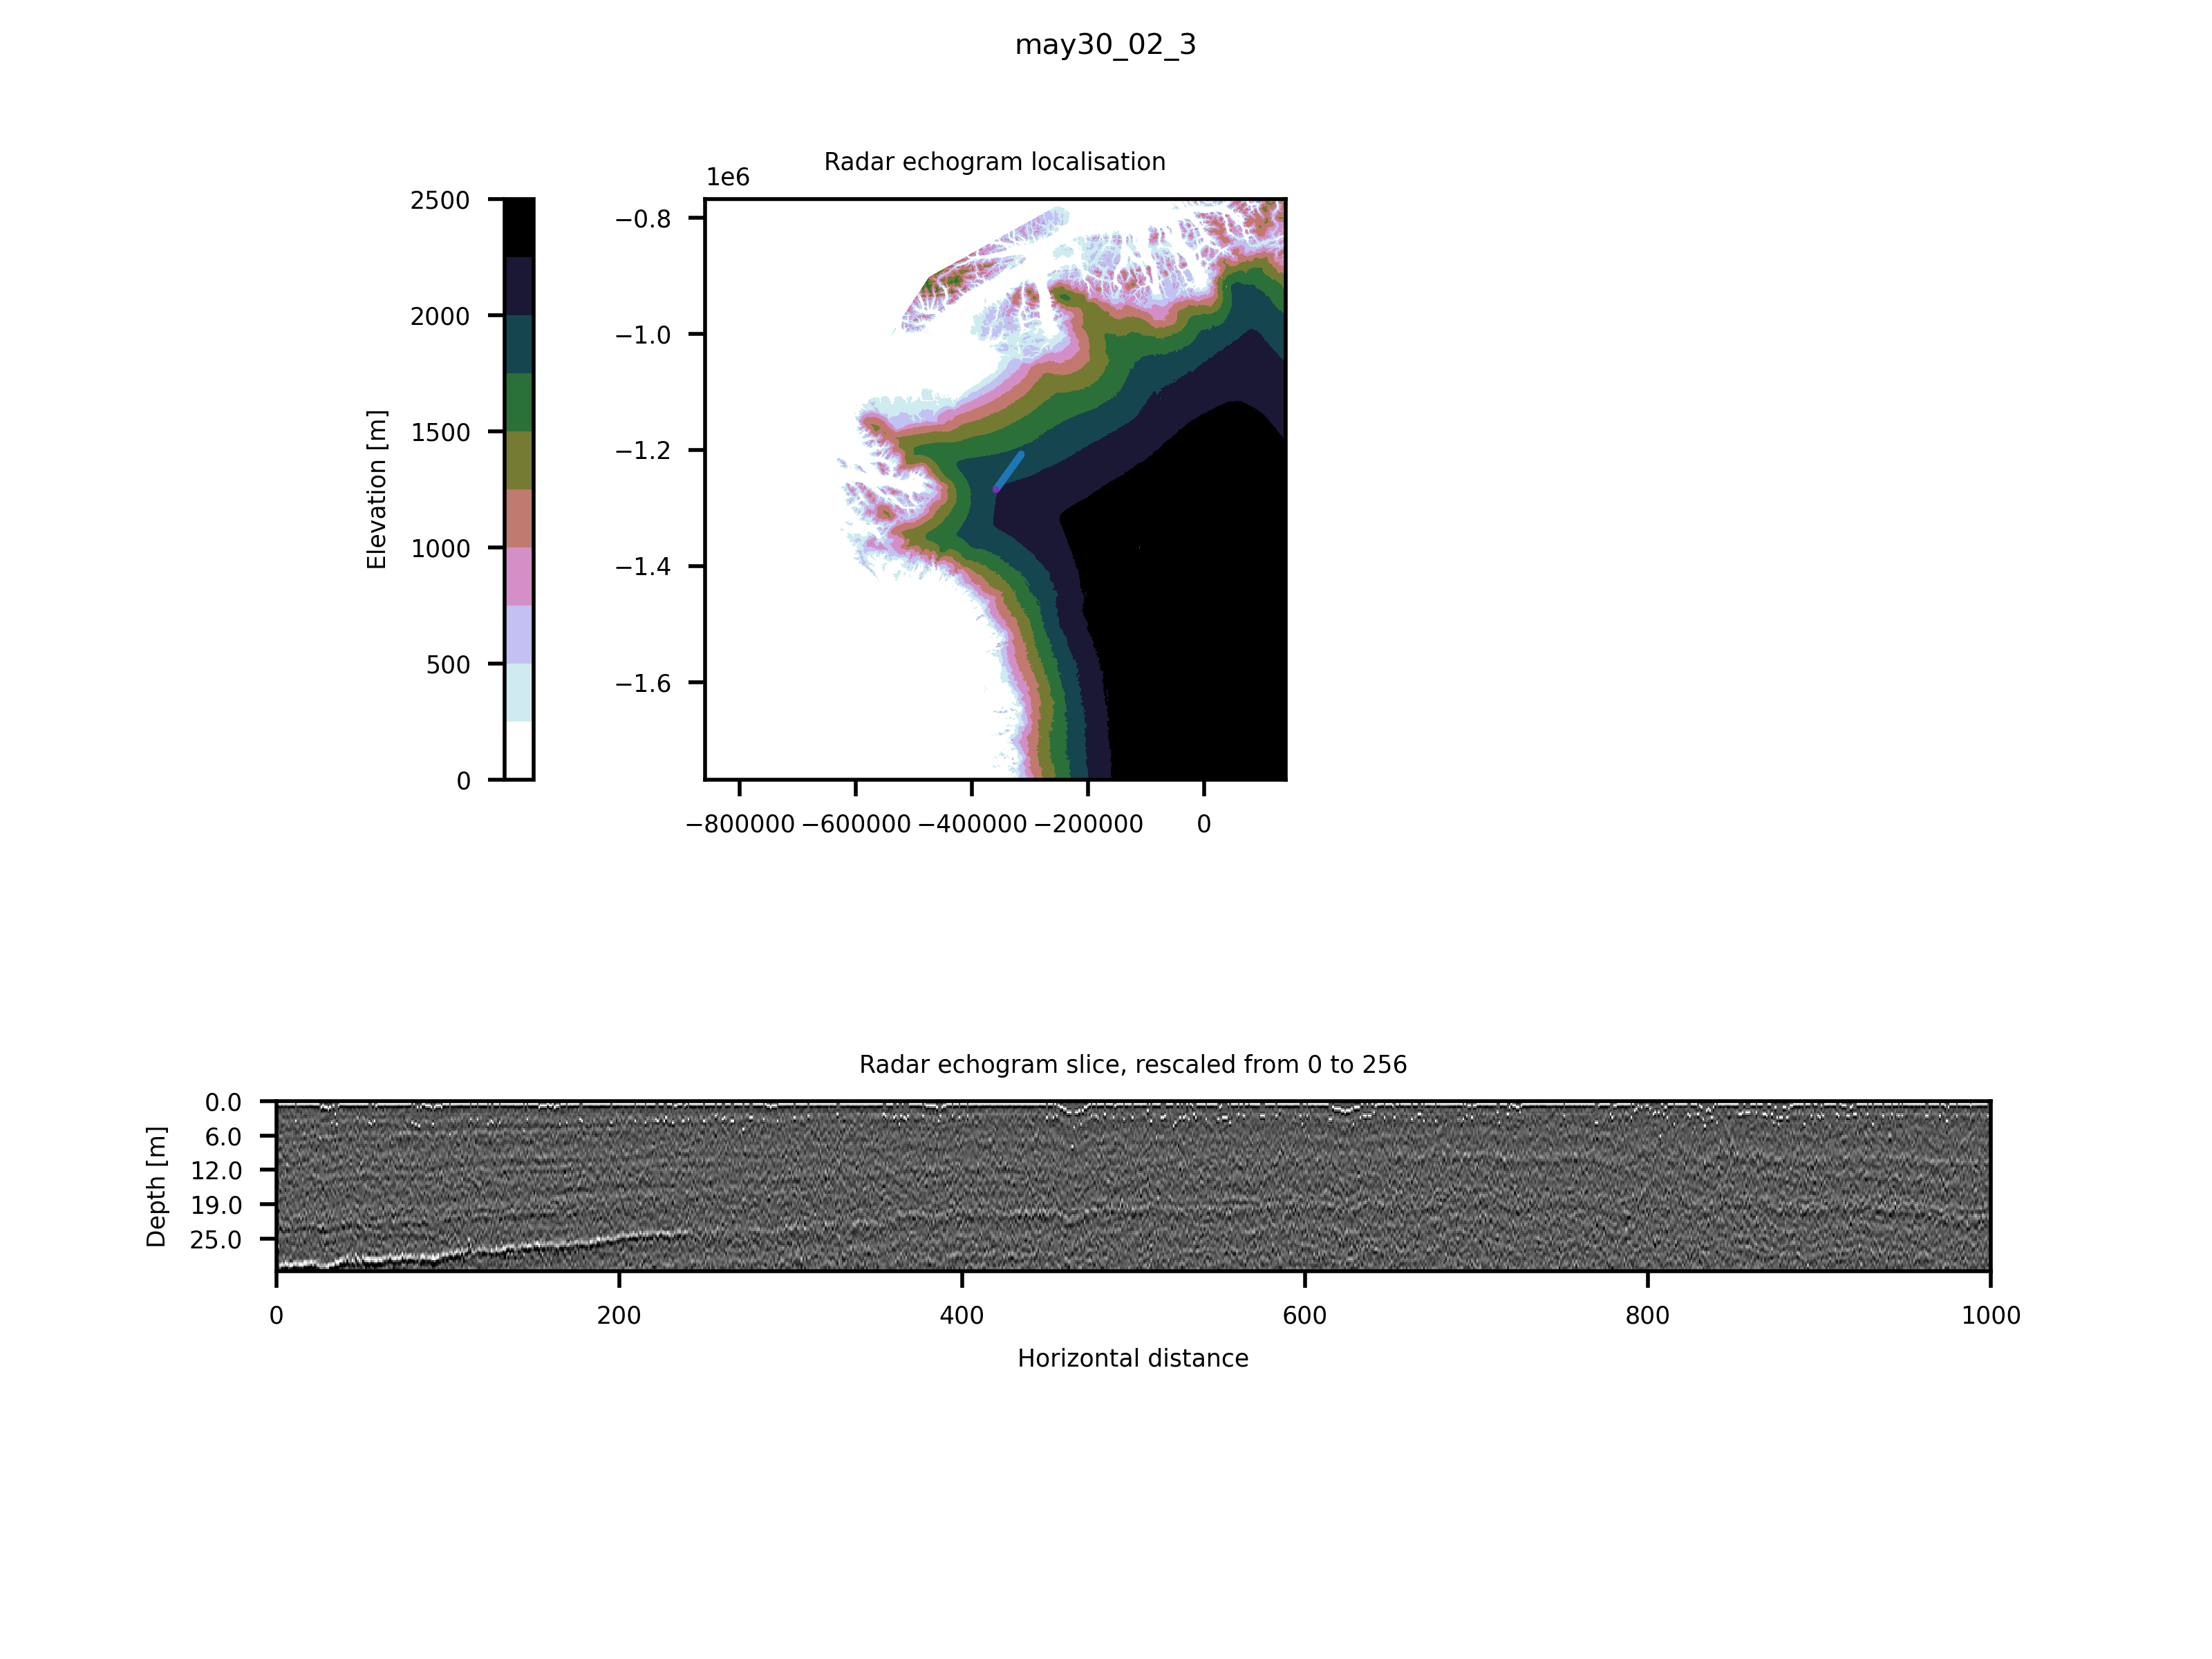 may30_02_3
Radar echogram localisation
1e6
2500
2000
1500
1000
500
0
Elevation [m]
−0.8
−1.0
−1.2
−1.4
−1.6
−800000 −600000 −400000 −200000 0
Radar echogram slice, rescaled from 0 to 256
0.0
6.0
12.0
19.0
25.0
Depth [m]
0 200 400 600 800 1000
Horizontal distance